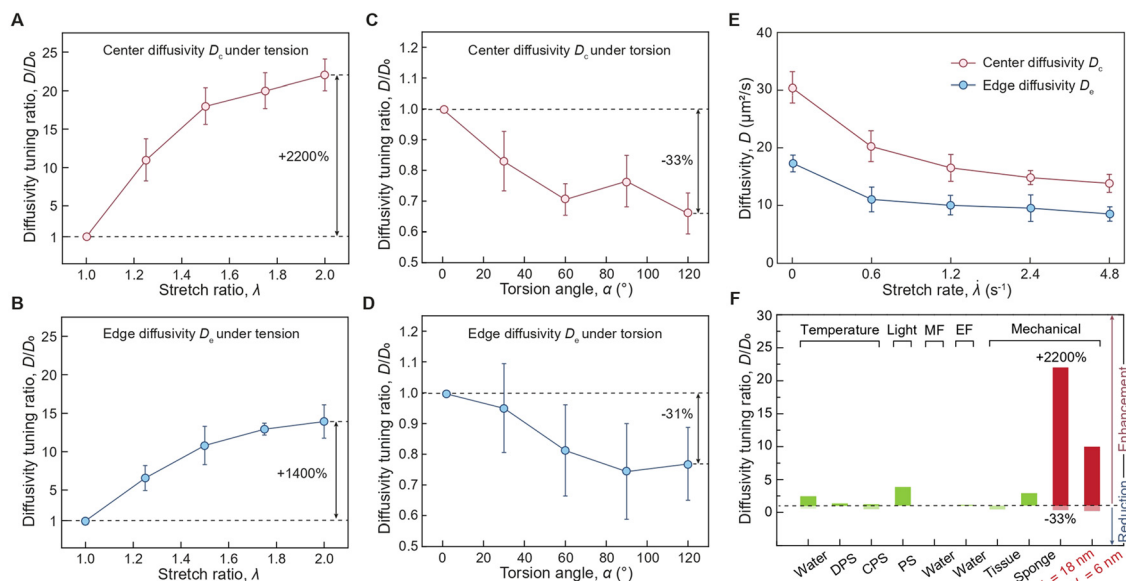 A
Diffusivity tuning ratio, D/D₀
25
20
15
10
5
1
Center diffusivity Dc under tension
+2200%
1.0 1.2 1.4 1.6 1.8 2.0
Stretch ratio, λ
B
Diffusivity tuning ratio, D/D₀
25
20
15
10
5
1
Edge diffusivity De under tension
+1400%
1.0 1.2 1.4 1.6 1.8 2.0
Stretch ratio, λ
C
Diffusivity tuning ratio, D/D₀
1.2
1.1
1.0
0.9
0.8
0.7
0.6
0.5
Center diffusivity Dc under torsion
-33%
0 20 40 60 80 100 120
Torsion angle, α (°)
D
Diffusivity tuning ratio, D/D₀
1.2
1.1
1.0
0.9
0.8
0.7
0.6
0.5
Edge diffusivity De under torsion
-31%
0 20 40 60 80 100 120
Torsion angle, α (°)
E
Diffusivity, D (μm²/s)
40
30
20
10
0
Center diffusivity Dc
Edge diffusivity De
0 0.6 1.2 2.4 4.8
Stretch rate, λ̇ (s⁻¹)
F
Diffusivity tuning ratio, D/D₀
30
25
20
15
10
5
0
Temperature Light MF EF Mechanical
+2200%
-33%
Enhancement
Reduction
Water DPS CPS PS Water Water Tissue Sponge = 18 nm = 6 nm